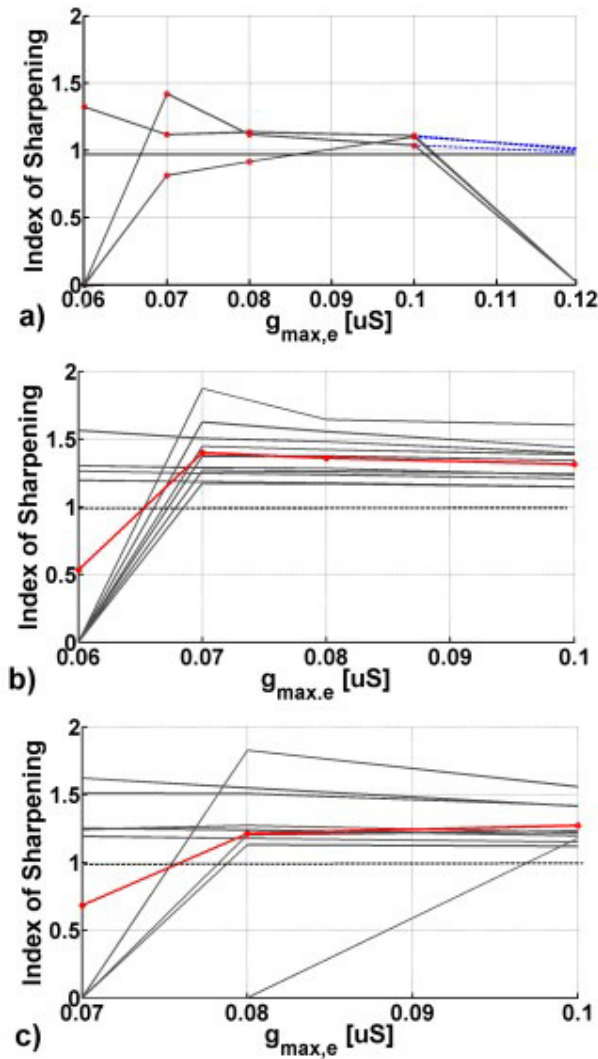 2
1.5
1
0.5
0
Index of Sharpening
0.06 0.07 0.08 0.09 0.1 0.11 0.12
a)
g_max,e [uS]
2
1.5
1
0.5
0
Index of Sharpening
0.06 0.07 0.08 0.09 0.1
b)
g_max.e [uS]
2
1.5
1
0.5
0
Index of Sharpening
0.07 0.08 0.09 0.1
c)
g_max,e [uS]